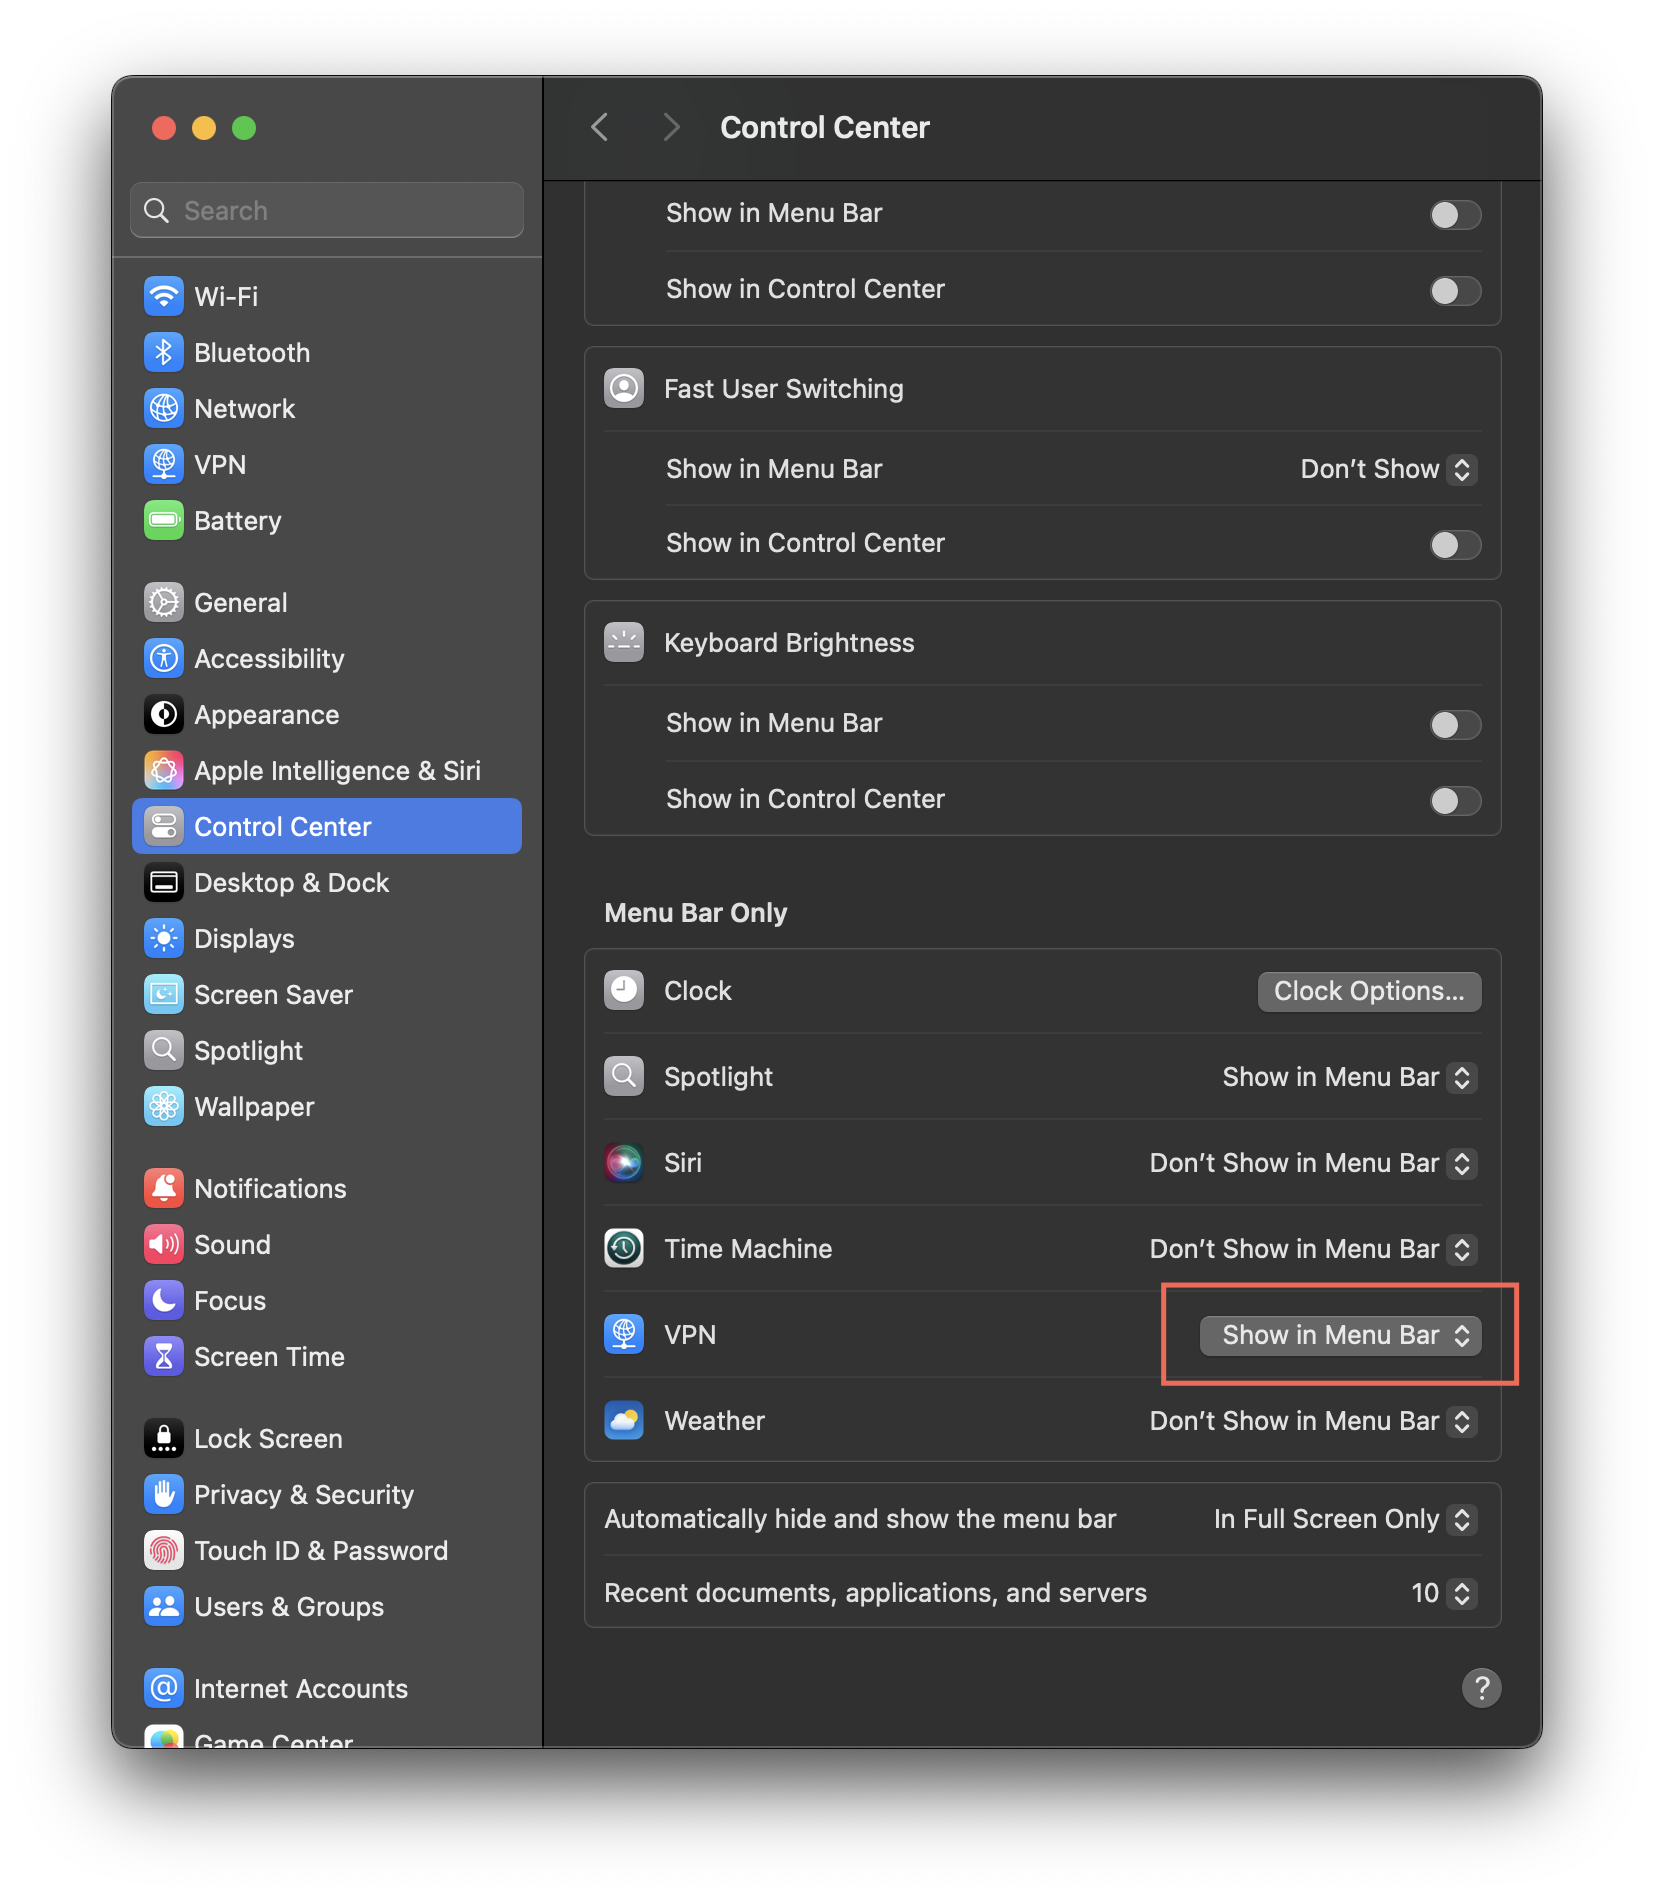 Search
Wi-Fi
Bluetooth
Network
VPN
Battery
General
Accessibility
Appearance
Apple Intelligence & Siri
Control Center
Desktop & Dock
Displays
Screen Saver
Spotlight
Wallpaper
Notifications
Sound
Focus
Screen Time
Lock Screen
Privacy & Security
Touch ID & Password
Users & Groups
Internet Accounts
Game Center
Control Center
Show in Menu Bar
Show in Control Center
Fast User Switching
Show in Menu Bar Don’t Show
Show in Control Center
Keyboard Brightness
Show in Menu Bar
Show in Control Center
Menu Bar Only
Clock Clock Options...
Spotlight Show in Menu Bar
Siri Don’t Show in Menu Bar
Time Machine Don’t Show in Menu Bar
VPN Show in Menu Bar
Weather Don’t Show in Menu Bar
Automatically hide and show the menu bar In Full Screen Only
Recent documents, applications, and servers 10
?